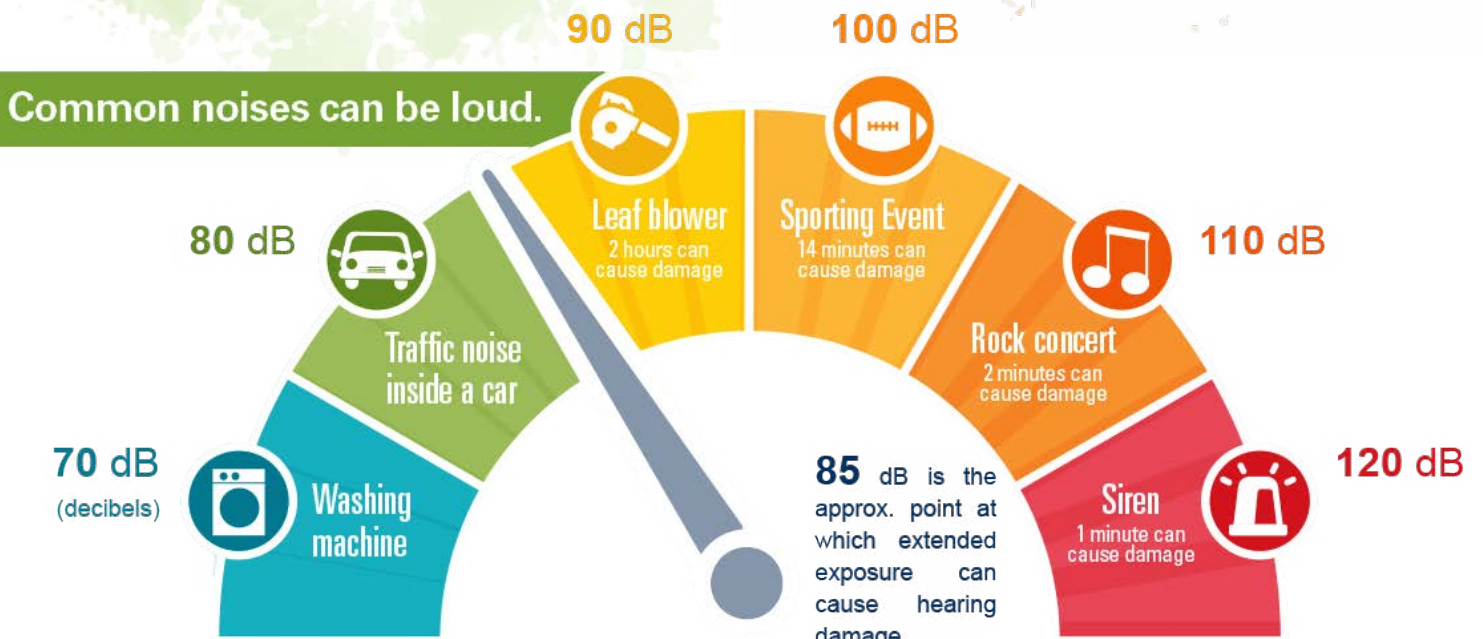 90 dB
100 dB
Common noises can be loud.
80 dB
110 dB
Leaf blower
2 hours can
cause damage
Sporting Event
14 minutes can
cause damage
Traffic noise
inside a car
Rock concert
2 minutes can
cause damage
70 dB
(decibels)
Washing
machine
85 dB is the
approx. point at
which extended
exposure can
cause hearing
damage
Siren
1 minute can
cause damage
120 dB